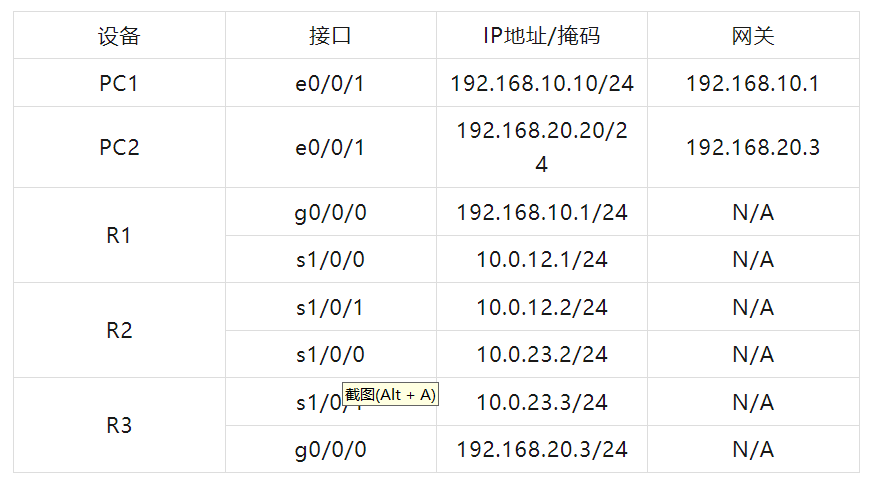 设备 接口 IP地址/掩码 网关
PC1 e0/0/1 192.168.10.10/24 192.168.10.1
PC2 e0/0/1 192.168.20.20/2
4 192.168.20.3
R1 g0/0/0 192.168.10.1/24 N/A
s1/0/0 10.0.12.1/24 N/A
R2 s1/0/1 10.0.12.2/24 N/A
s1/0/0 10.0.23.2/24 N/A
截图(Alt + A)
R3 s1/0/1 10.0.23.3/24 N/A
g0/0/0 192.168.20.3/24 N/A